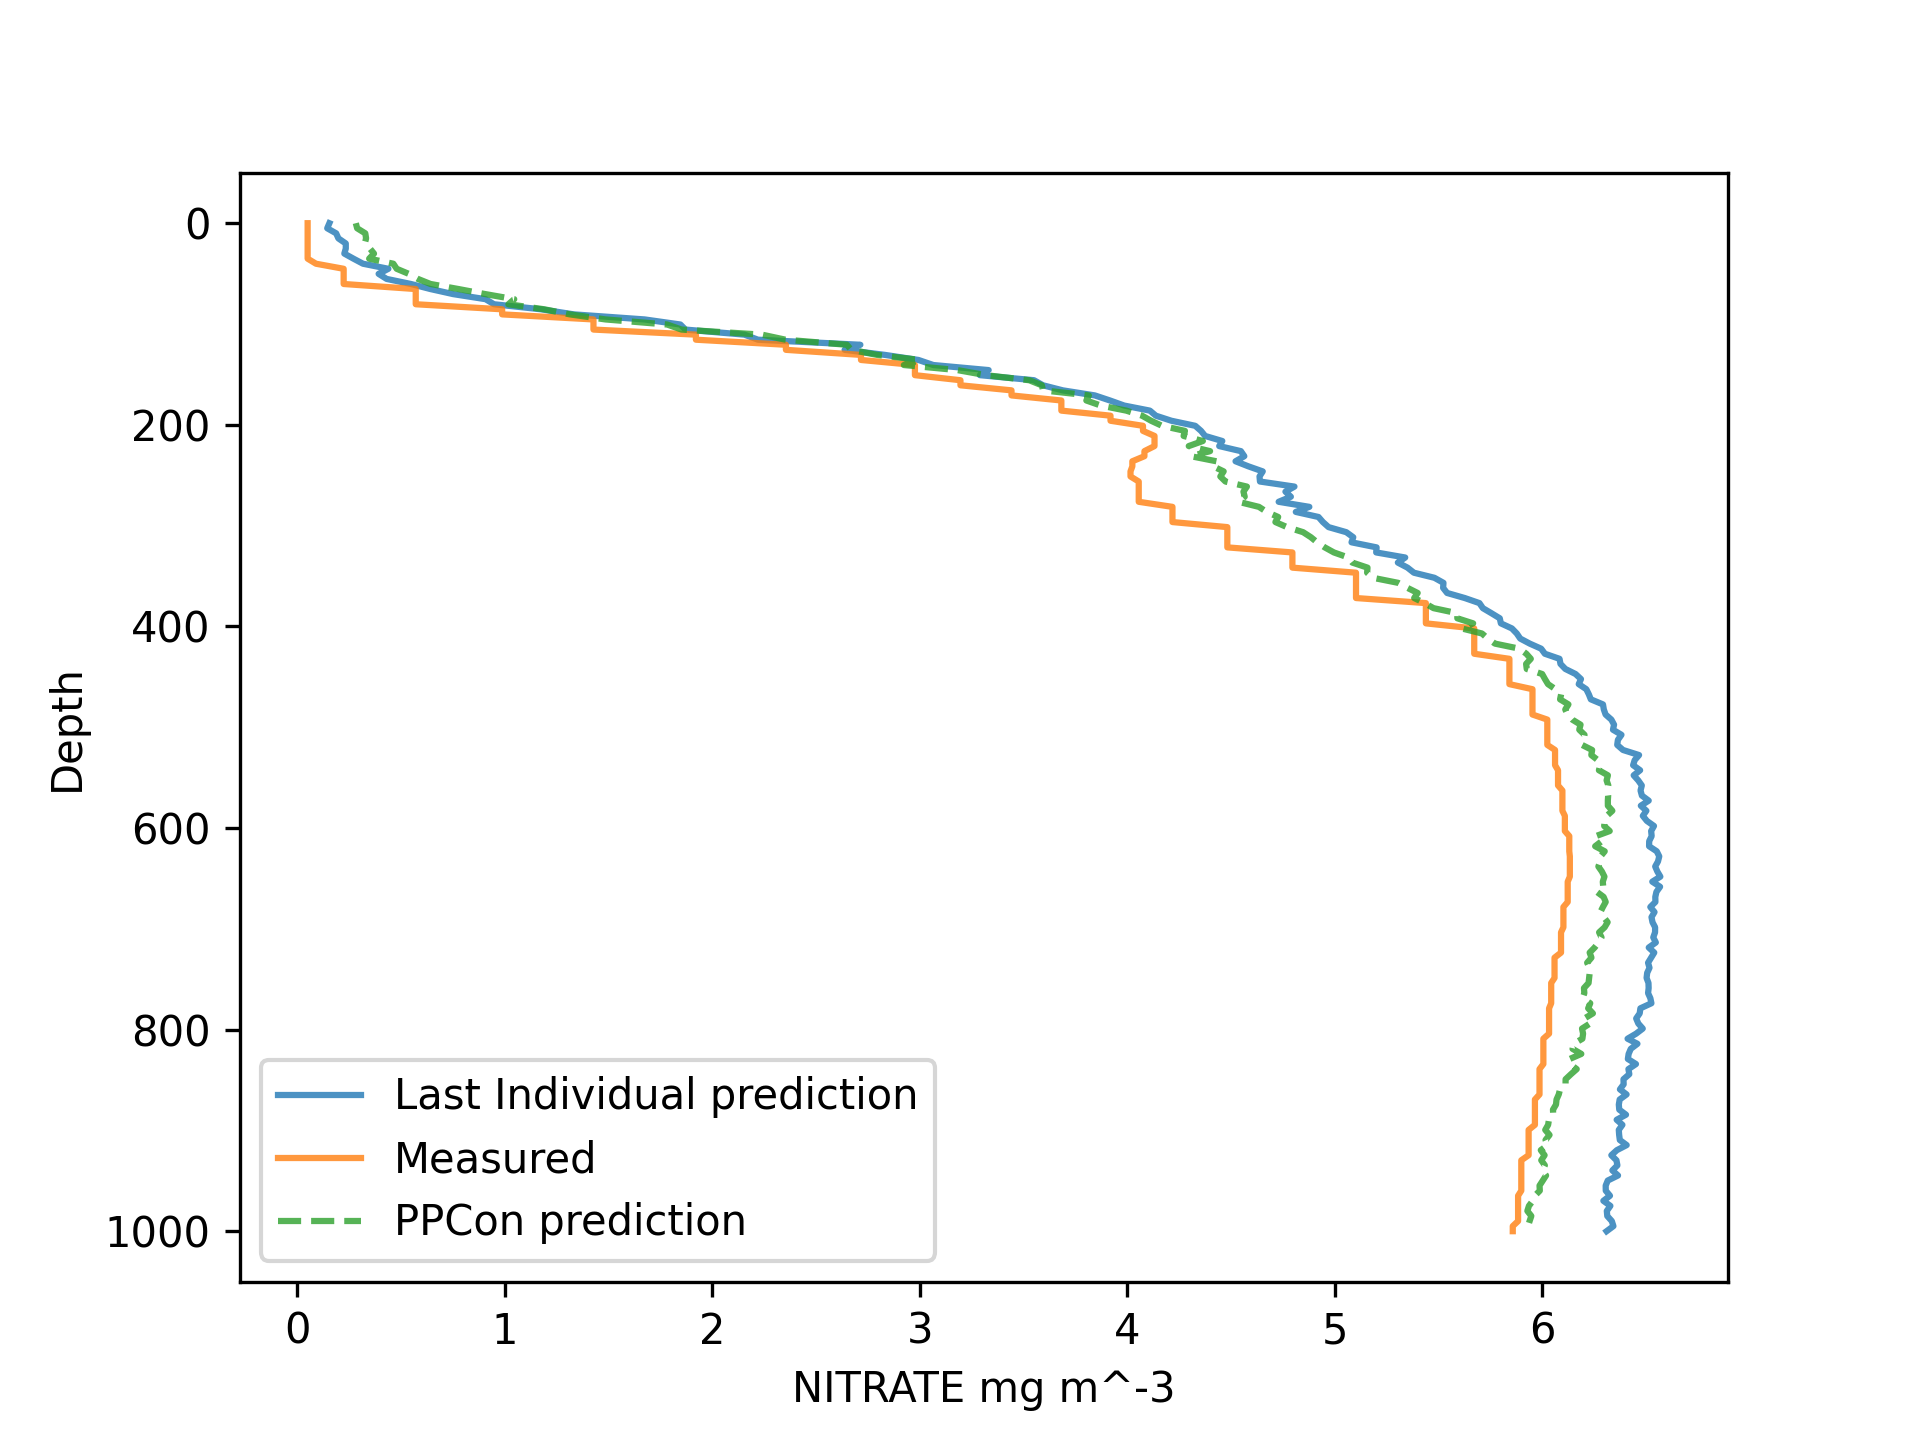 0
200
400
600
800
1000
Depth
Last Individual prediction
Measured
PPCon prediction
0 1 2 3 4 5 6
NITRATE mg m^-3